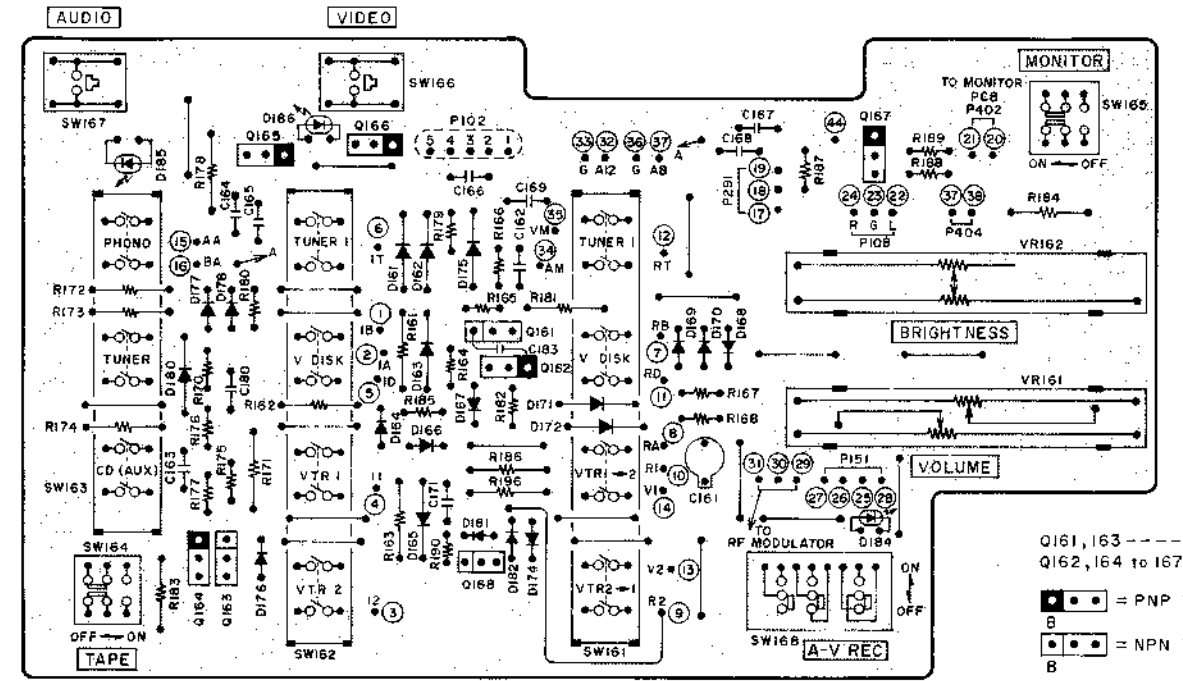 AUDIO
VIDEO
MONITOR
SW167
SW166
TO MONITOR
PCB
P402
SW165
21 20
ON OFF
D186
Q165
Q166
P102
5 4 3 2 1
33 32 36 37
G A12 G A8
A
C167
C168
44
Q167
R189
R188
D185
R178
C164
C165
C166
C169
P291
19
18
17
R187
24 23 22
R G L
P108
37 38
P404
R184
PHONO
15 AA
16 BA
A
TUNER 1
6
1T
D161
D162
R179
D175
R166
C162
35
VM
34
AM
TUNER 1
12
RT
VR162
BRIGHTNESS
R172
R173
D177
D178
R180
R165
R181
TUNER
D180
R170
C180
V DISK
1
1B
2
1A
1D
5
R161
D163
R164
Q161
C183
Q162
V DISK
RB
7
RD
11
D169
D170
D168
R167
R168
VR161
VOLUME
R162
R185
D164
D166
D167
R182
D171
D172
R174
R176
R175
R171
C163
R177
CD (AUX)
SW163
VTR 1
11
4
R186
R196
VTR1 2
8
RA
R1
10
V1
14
C161
31 30 29
P151
27 26 25 28
D184
TO
RF MODULATOR
R163
D165
C171
R190
D181
Q168
D182
D174
SW164
OFF ON
TAPE
R183
Q164
Q163
D176
VTR 2
12
3
SW162
VTR2 1
V2 13
R2
9
SW161
SW168
A-V REC
ON
OFF
Q161, 163 ----
Q162, 164 to 167
B
= PNP
B
= NPN